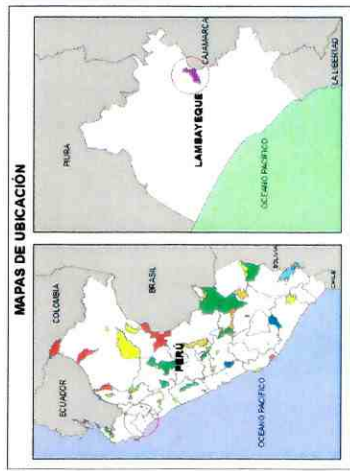 MAPAS DE UBICACIÓN
COLOMBIA
ECUADOR
BRASIL
PERÚ
BOLIVIA
CHILE
OCEANO PACIFICO
PIURA
CAJAMARCA
LAMBAYEQUE
OCEANO PACIFICO
LA LIBERTAD